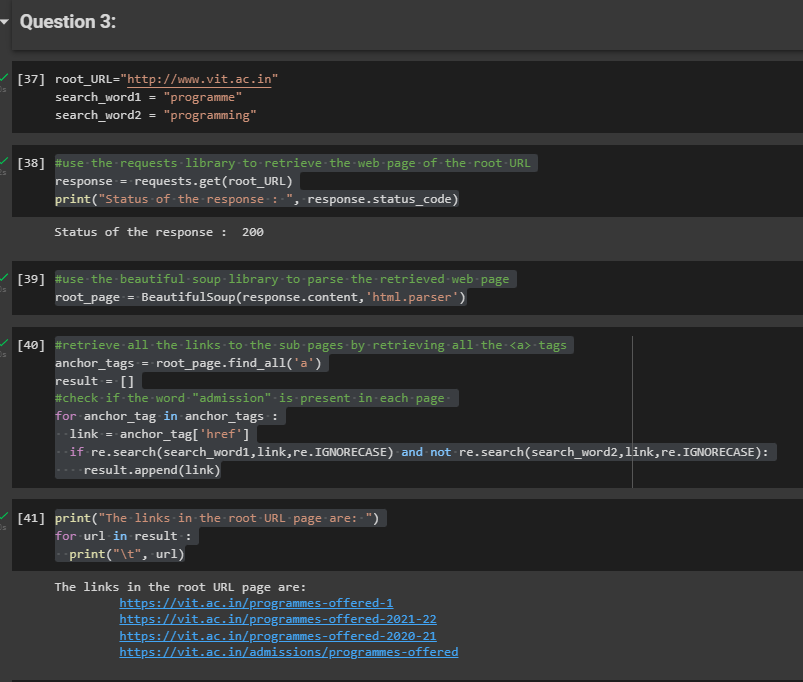 Question 3:
[37] root_URL="http://www.vit.ac.in"
search_word1 = "programme"
search_word2 = "programming"
[38] #use the requests library to retrieve the web page of the root URL
response = requests.get(root_URL)
print("Status of the response : ", response.status_code)
Status of the response :  200
[39] #use the beautiful soup library to parse the retrieved web page
root_page = BeautifulSoup(response.content,'html.parser')
[40] #retrieve all the links to the sub pages by retrieving all the <a> tags
anchor_tags = root_page.find_all('a')
result = []
#check if the word "admission" is present in each page
for anchor_tag in anchor_tags :
  link = anchor_tag['href']
  if re.search(search_word1,link,re.IGNORECASE) and not re.search(search_word2,link,re.IGNORECASE):
    result.append(link)
[41] print("The links in the root URL page are: ")
for url in result :
  print("\t", url)
The links in the root URL page are:
https://vit.ac.in/programmes-offered-1
https://vit.ac.in/programmes-offered-2021-22
https://vit.ac.in/programmes-offered-2020-21
https://vit.ac.in/admissions/programmes-offered